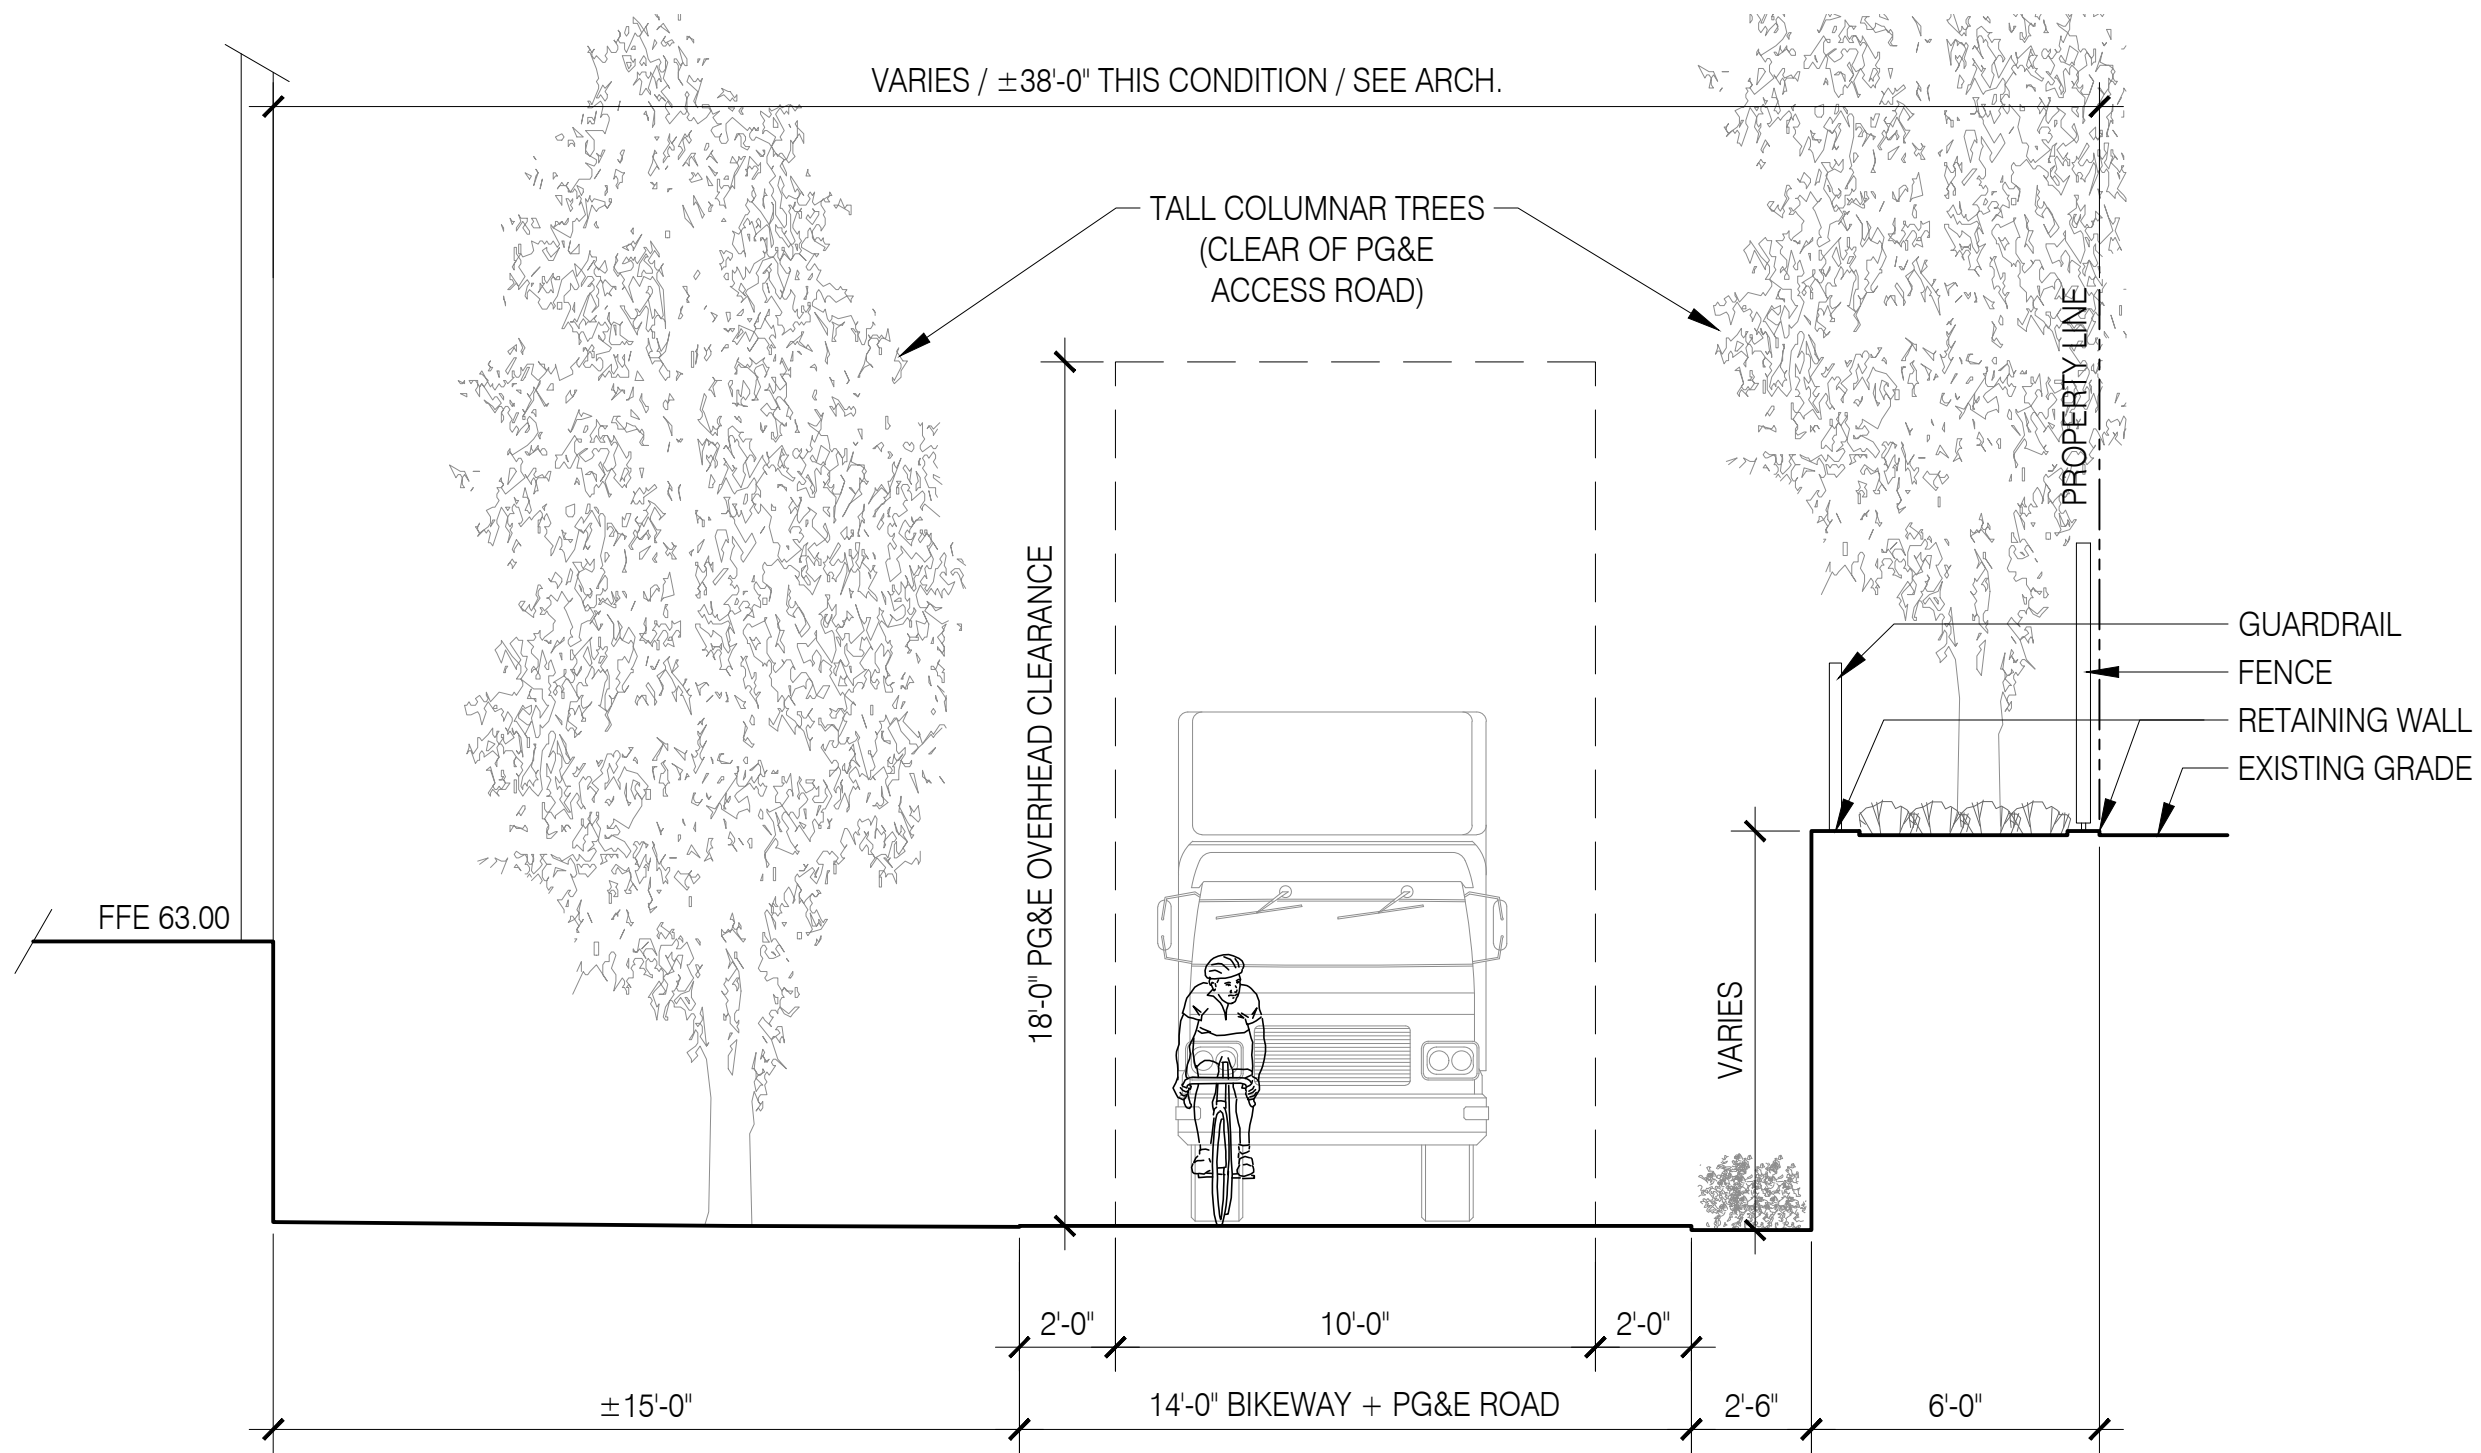 VARIES / ±38'-0" THIS CONDITION / SEE ARCH.
TALL COLUMNAR TREES
(CLEAR OF PG&E
ACCESS ROAD)
PROPERTY LINE
18'-0" PG&E OVERHEAD CLEARANCE
GUARDRAIL
FENCE
RETAINING WALL
EXISTING GRADE
FFE 63.00
VARIES
2'-0"
10'-0"
2'-0"
±15'-0"
14'-0" BIKEWAY + PG&E ROAD
2'-6"
6'-0"